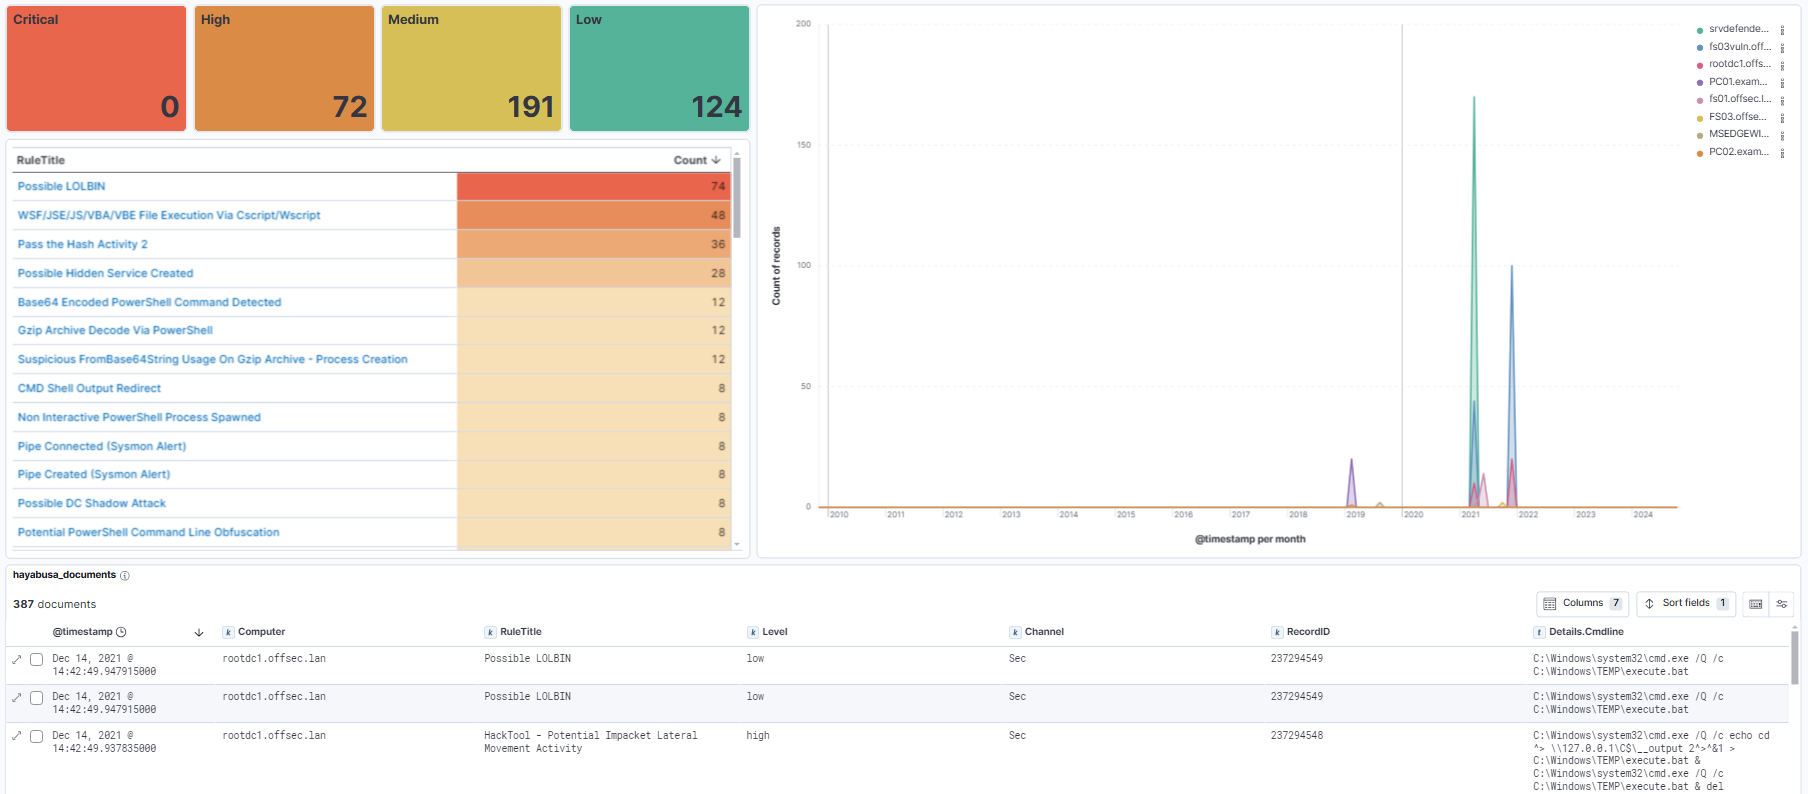 Critical
0
High
72
Medium
191
Low
124
RuleTitle Count
Possible LOLBIN 74
WSF/JSE/JS/VBA/VBE File Execution Via Cscript/Wscript 48
Pass the Hash Activity 2 36
Possible Hidden Service Created 28
Base64 Encoded PowerShell Command Detected 12
Gzip Archive Decode Via PowerShell 12
Suspicious FromBase64String Usage On Gzip Archive - Process Creation 12
CMD Shell Output Redirect 8
Non Interactive PowerShell Process Spawned 8
Pipe Connected (Sysmon Alert) 8
Pipe Created (Sysmon Alert) 8
Possible DC Shadow Attack 8
Potential PowerShell Command Line Obfuscation 8
200
150
100
50
0
Count of records
2010 2011 2012 2013 2014 2015 2016 2017 2018 2019 2020 2021 2022 2023 2024
@timestamp per month
srvdefende...
fs03vuln.off...
rootdc1.offs...
PC01.exam...
fs01.offsec.l...
FS03.offse...
MSEDGEWI...
PC02.exam...
hayabusa_documents
387 documents
Columns 7 Sort fields 1
@timestamp k Computer k RuleTitle k Level k Channel k RecordID t Details.Cmdline
Dec 14, 2021 @ rootdc1.offsec.lan Possible LOLBIN low Sec 237294549 C:\Windows\system32\cmd.exe /Q /c
14:42:49.947915000 C:\Windows\TEMP\execute.bat
Dec 14, 2021 @ rootdc1.offsec.lan Possible LOLBIN low Sec 237294549 C:\Windows\system32\cmd.exe /Q /c
14:42:49.947915000 C:\Windows\TEMP\execute.bat
Dec 14, 2021 @ rootdc1.offsec.lan HackTool - Potential Impacket Lateral high Sec 237294548 C:\Windows\system32\cmd.exe /Q /c echo cd
14:42:49.937835000 Movement Activity ^> \\127.0.0.1\C$\__output 2^>^&1 >
C:\Windows\TEMP\execute.bat &
C:\Windows\system32\cmd.exe /Q /c
C:\Windows\TEMP\execute.bat & del